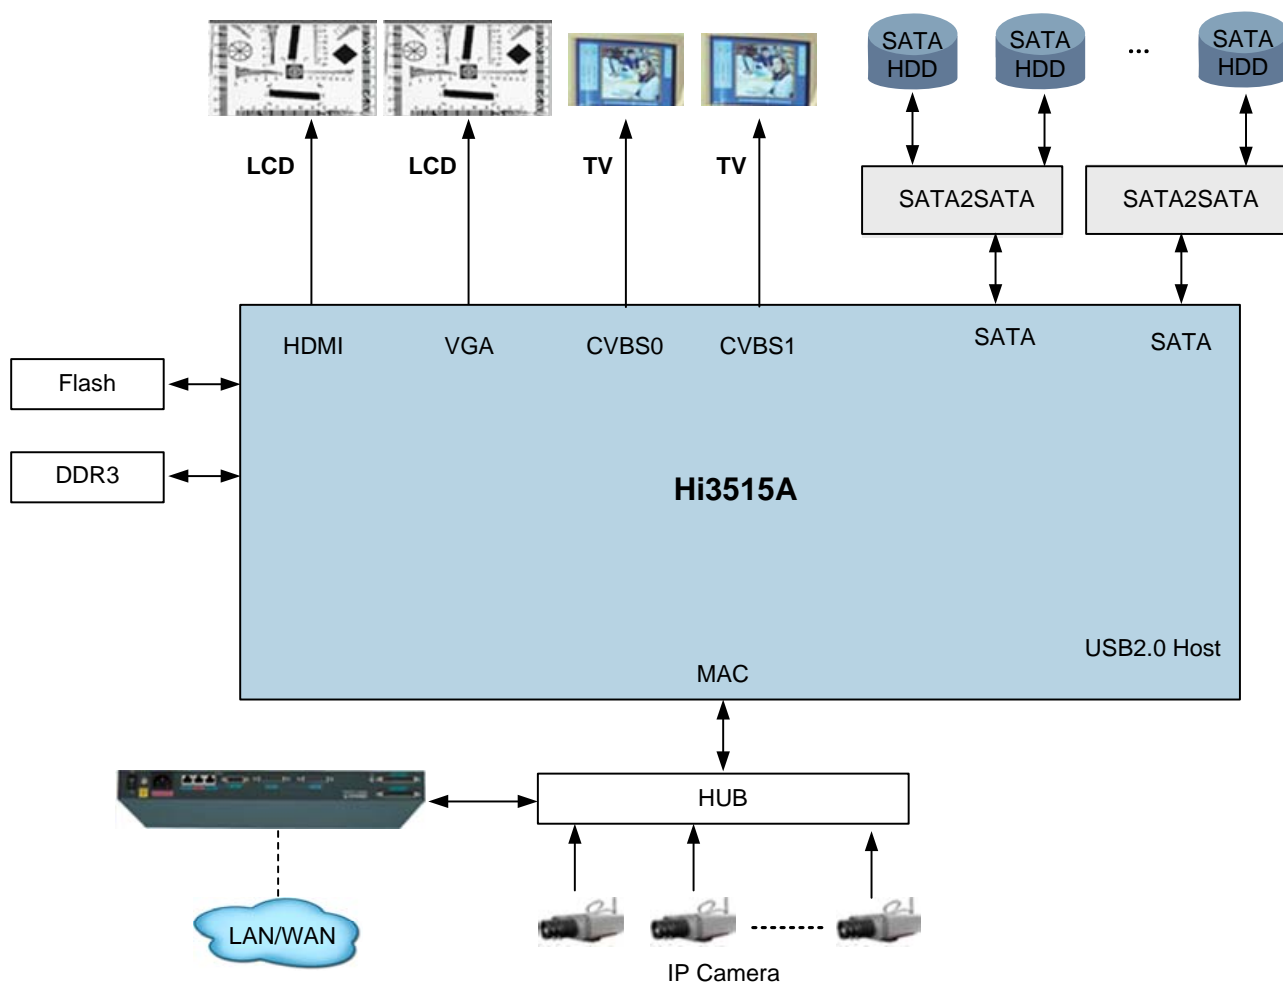 SATA
HDD
SATA
HDD
...
SATA
HDD
LCD
LCD
TV
TV
SATA2SATA
SATA2SATA
HDMI
VGA
CVBS0
CVBS1
SATA
SATA
Flash
DDR3
Hi3515A
USB2.0 Host
MAC
HUB
LAN/WAN
IP Camera